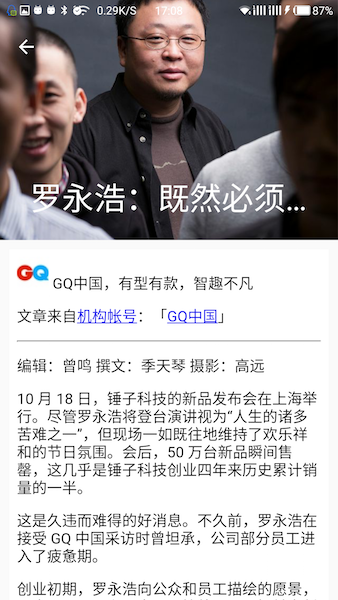 0.29K/S
17:08
87%
罗永浩：既然必须...
GQ GQ中国，有型有款，智趣不凡
文章来自机构帐号：「GQ中国」
编辑：曾鸣 撰文：季天琴 摄影：高远
10 月 18 日，锤子科技的新品发布会在上海举
行。尽管罗永浩将登台演讲视为“人生的诸多
苦难之一”，但现场一如既往地维持了欢乐祥
和的节日氛围。会后，50 万台新品瞬间售
罄，这几乎是锤子科技创业四年来历史累计销
量的一半。
这是久违而难得的好消息。不久前，罗永浩在
接受 GQ 中国采访时曾坦承，公司部分员工进
入了疲惫期。
创业初期，罗永浩向公众和员工描绘的愿景，